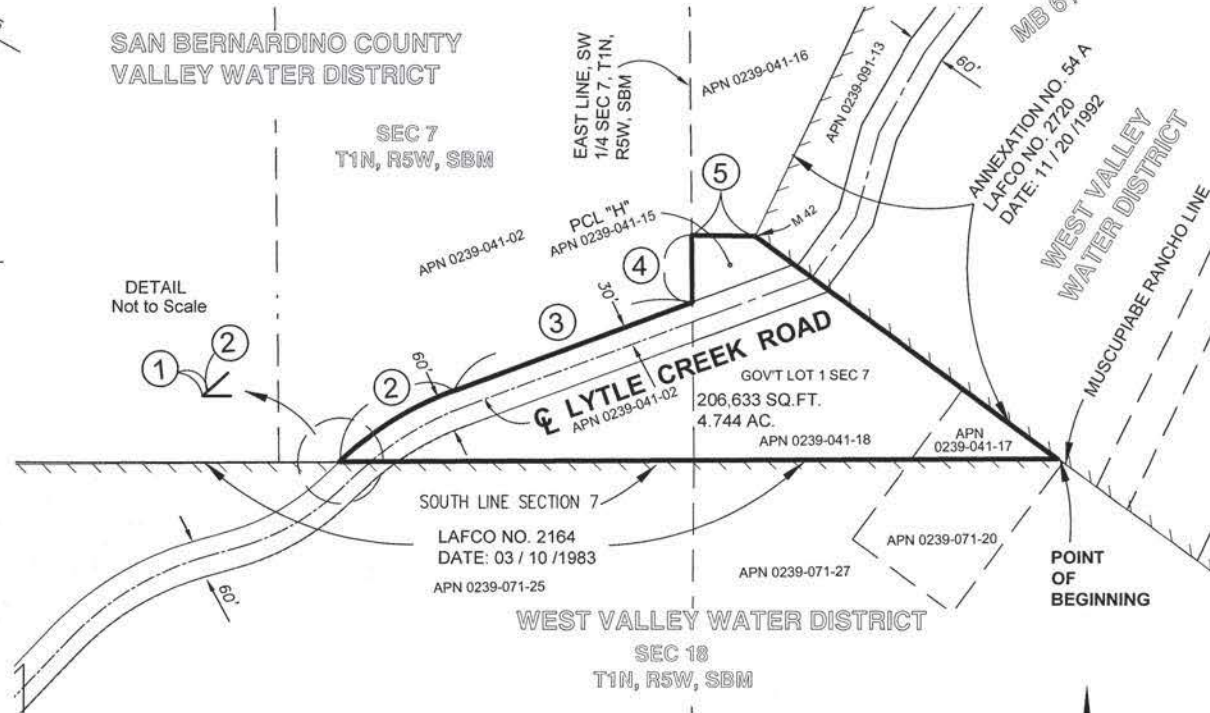 SAN BERNARDINO COUNTY
VALLEY WATER DISTRICT
SEC 7
T1N, R5W, SBM
EAST LINE, SW
1/4 SEC 7, T1N,
R5W, SBM
APN 0239-041-16
APN 0239-091-13
60'
ANNEXATION NO. 54 A
LAFCO NO. 2720
DATE: 11 / 20 /1992
WEST VALLEY
WATER DISTRICT
MUSCUPIABE RANCHO LINE
5
M 42
PCL "H"
APN 0239-041-15
APN 0239-041-02
4
DETAIL
Not to Scale
1
2
3
30'
2
60'
℄ LYTLE CREEK ROAD
APN 0239-041-02
GOV'T LOT 1 SEC 7
206,633 SQ.FT.
4.744 AC.
APN 0239-041-18
APN
0239-041-17
SOUTH LINE SECTION 7
LAFCO NO. 2164
DATE: 03 / 10 /1983
APN 0239-071-25
APN 0239-071-27
APN 0239-071-20
60'
POINT
OF
BEGINNING
WEST VALLEY WATER DISTRICT
SEC 18
T1N, R5W, SBM